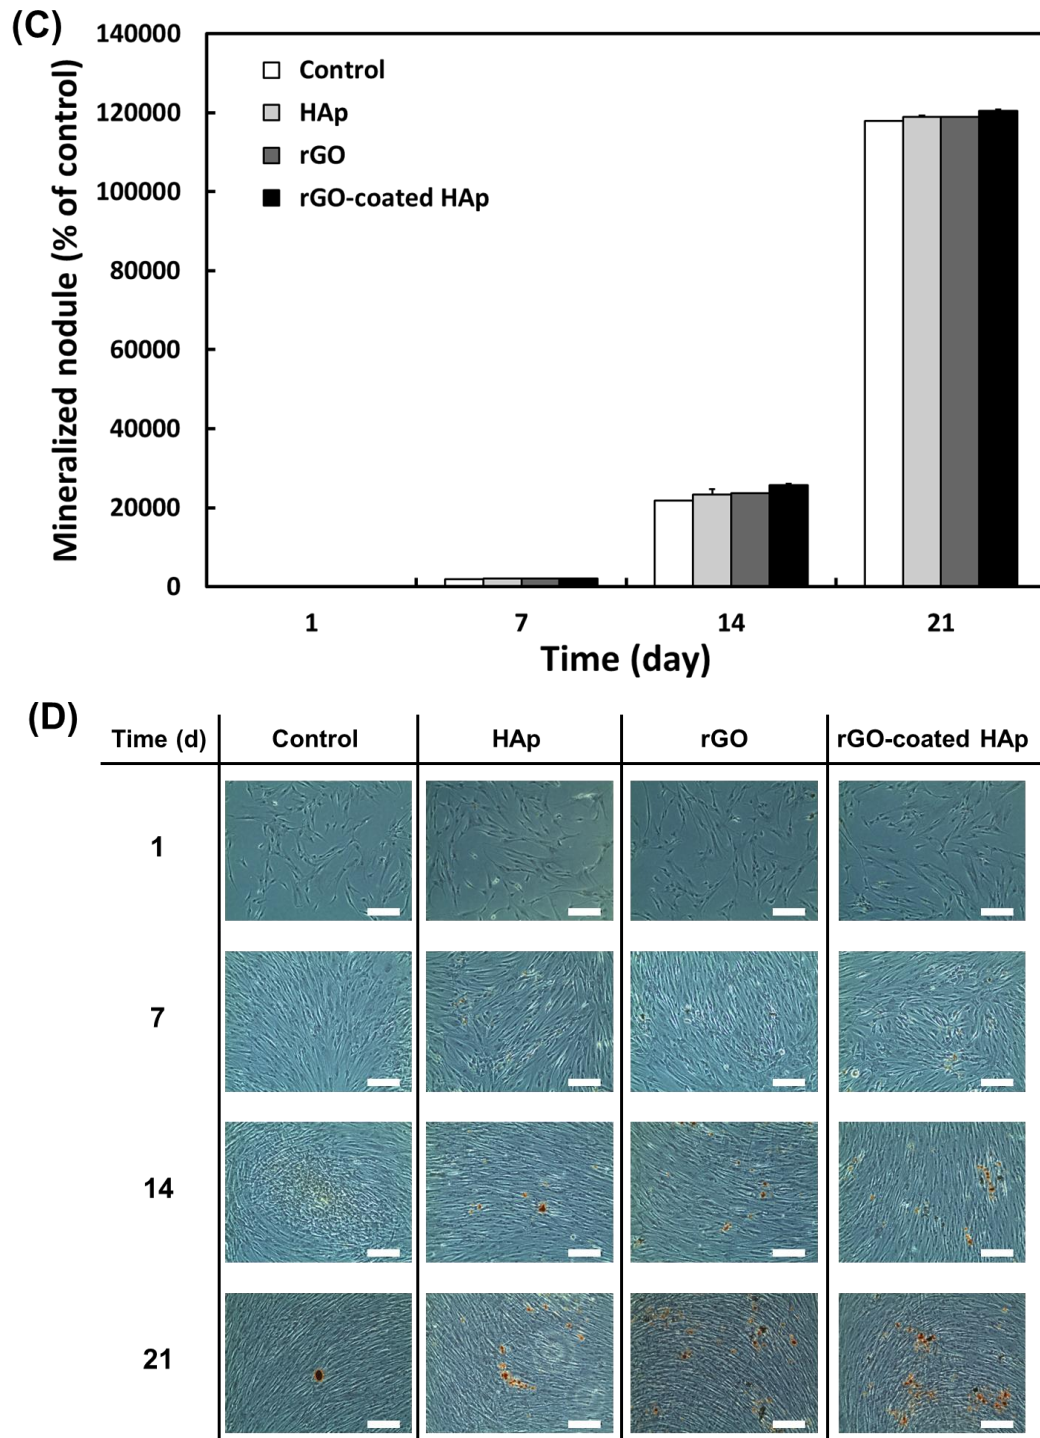 (C)
Mineralized nodule (% of control)
140000
120000
100000
80000
60000
40000
20000
0
Control
HAp
rGO
rGO-coated HAp
1 7 14 21
Time (day)
(D)
Time (d) Control HAp rGO rGO-coated HAp
1
7
14
21